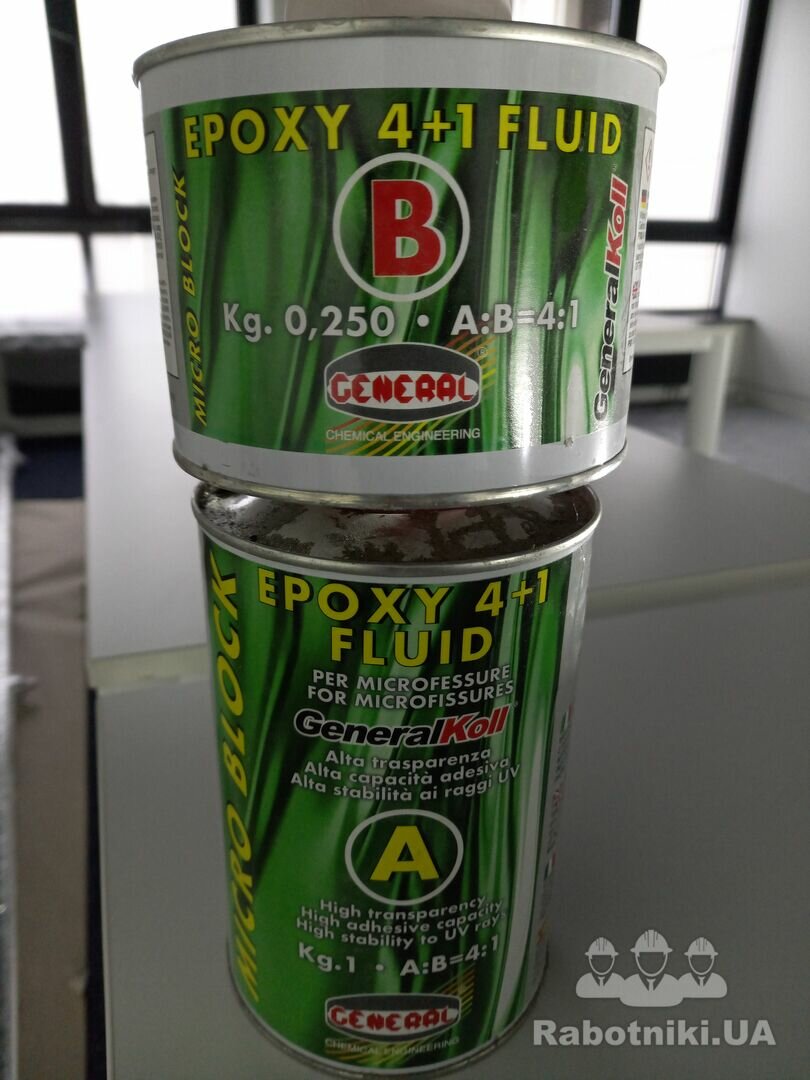 EPOXY 4+1 FLUID
B
MICRO BLOCK
Kg. 0,250 • A:B=4:1
GeneralKoll
GENERAL®
CHEMICAL ENGINEERING
EPOXY 4+1
FLUID
PER MICROFESSURE
FOR MICROFISSURES
GeneralKoll
Alta trasparenza
Alta capacità adesiva
Alta stabilità ai raggi UV
MICRO BLOCK
A
High transparency
High adhesive capacity
High stability to UV rays
Kg.1 • A:B=4:1
GENERAL
CHEMICAL ENGINEERING
Rabotniki.UA